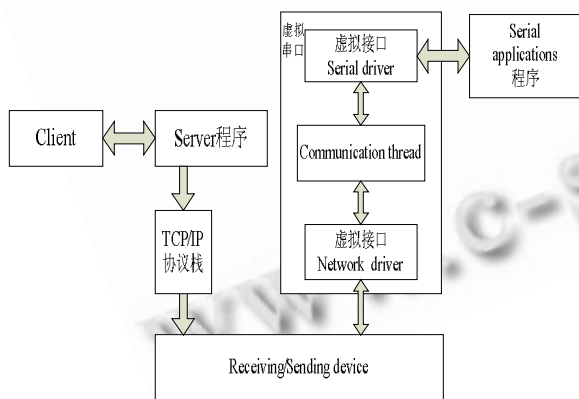 虚拟
串口
虚拟接口
Serial driver
Serial
applications
程序
Client
Server程序
Communication thread
TCP/IP
协议栈
虚拟接口
Network driver
Receiving/Sending device